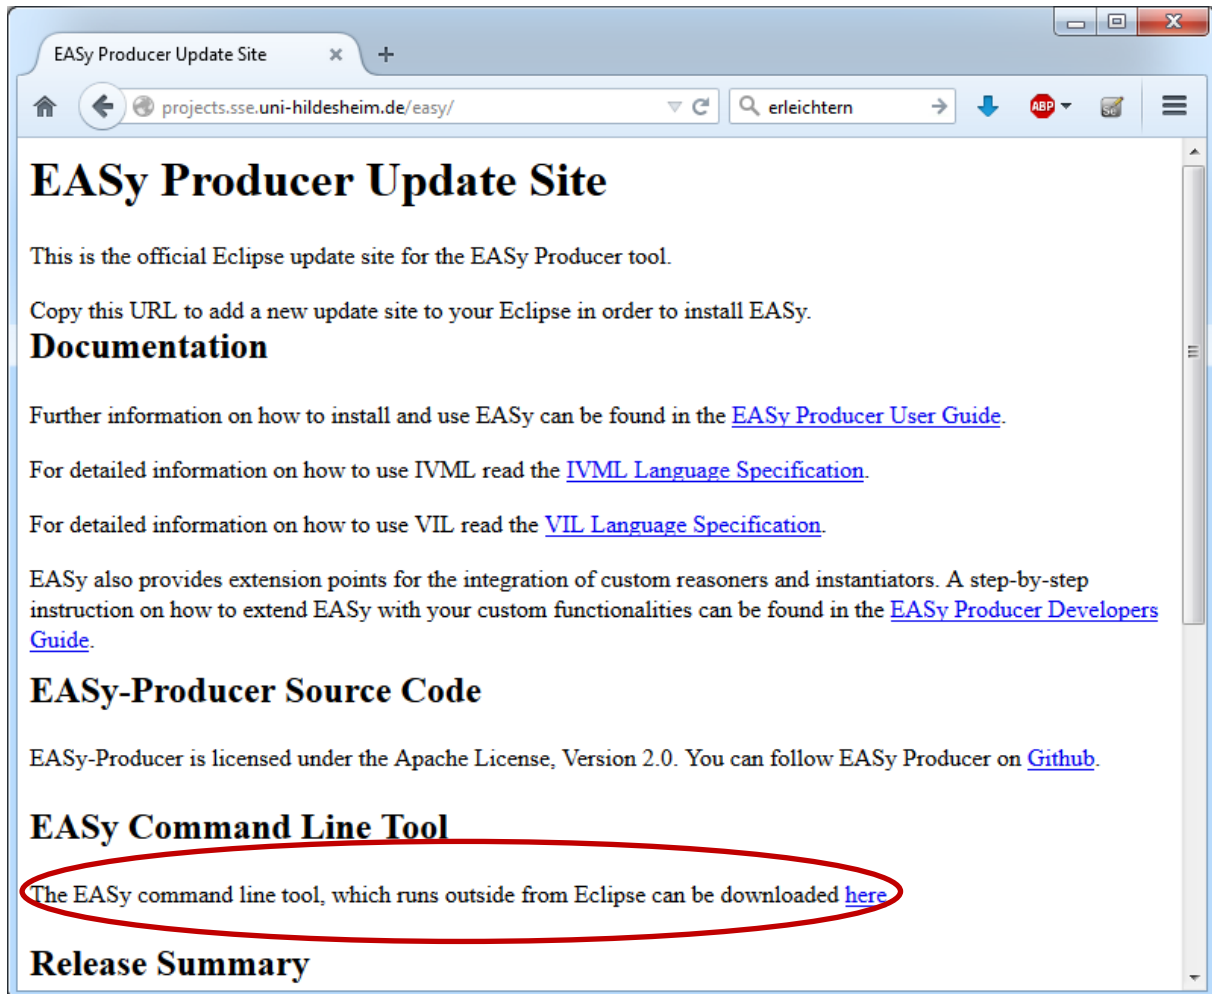 EASy Producer Update Site
projects.sse.uni-hildesheim.de/easy/
erleichtern
ABP
EASy Producer Update Site
This is the official Eclipse update site for the EASy Producer tool.
Copy this URL to add a new update site to your Eclipse in order to install EASy.
Documentation
Further information on how to install and use EASy can be found in the EASy Producer User Guide.
For detailed information on how to use IVML read the IVML Language Specification.
For detailed information on how to use VIL read the VIL Language Specification.
EASy also provides extension points for the integration of custom reasoners and instantiators. A step-by-step
instruction on how to extend EASy with your custom functionalities can be found in the EASy Producer Developers
Guide.
EASy-Producer Source Code
EASy-Producer is licensed under the Apache License, Version 2.0. You can follow EASy Producer on Github.
EASy Command Line Tool
The EASy command line tool, which runs outside from Eclipse can be downloaded here
Release Summary